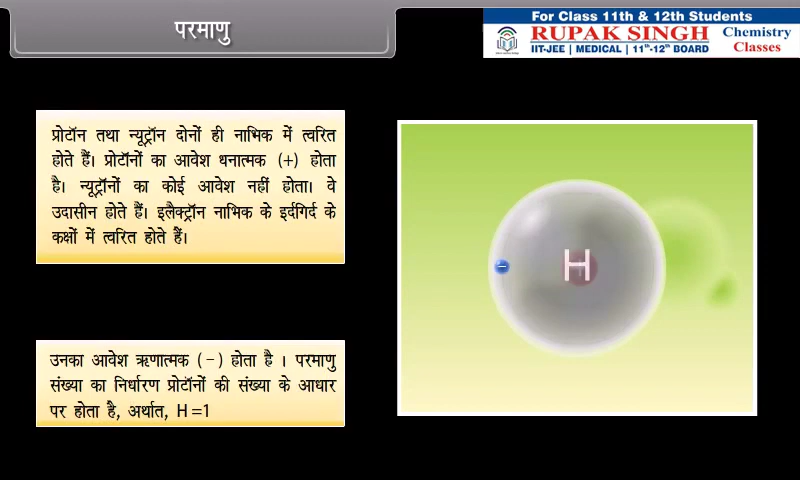 परमाणु
For Class 11th & 12th Students
RUPAK SINGH
IIT-JEE | MEDICAL | 11th-12th BOARD
Chemistry
Classes
प्रोटॉन तथा न्यूट्रॉन दोनों ही नाभिक में त्वरित
होते हैं। प्रोटॉनों का आवेश धनात्मक (+) होता
है। न्यूट्रॉनों का कोई आवेश नहीं होता। वे
उदासीन होते हैं। इलैक्ट्रॉन नाभिक के इर्दगिर्द के
कक्षों में त्वरित होते हैं।
H
−
उनका आवेश ऋणात्मक (−) होता है । परमाणु
संख्या का निर्धारण प्रोटॉनों की संख्या के आधार
पर होता है, अर्थात, H=1